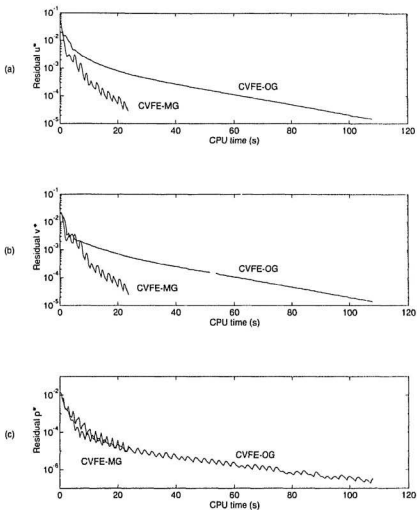 (a)
Residual u*
10-1
10-2
10-3
10-4
10-5
0 20 40 60 80 100 120
CPU time (s)
CVFE-OG
CVFE-MG
(b)
Residual v*
10-1
10-2
10-3
10-4
10-5
0 20 40 60 80 100 120
CPU time (s)
CVFE-OG
CVFE-MG
(c)
Residual p*
10-2
10-4
10-6
0 20 40 60 80 100 120
CPU time (s)
CVFE-MG
CVFE-OG